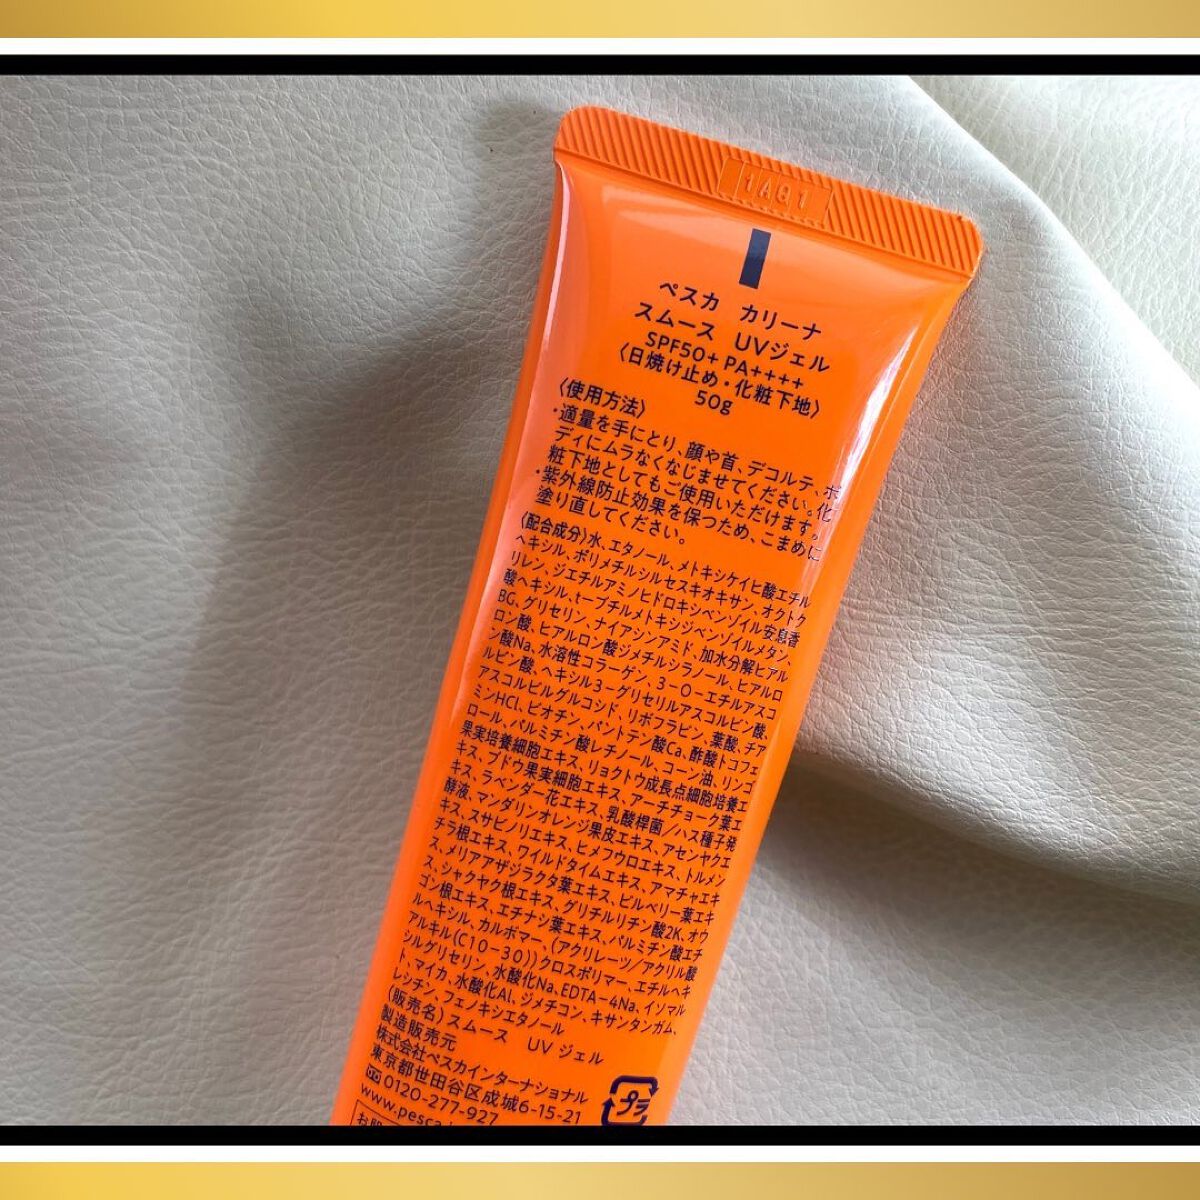 1A91
ペスカ カリーナ
スムース UVジェル
SPF50+ PA++++
〈日焼け止め・化粧下地〉
50g
〈使用方法〉
・適量を手にとり、顔や首、デコルテ、ボ
ディにムラなくなじませてください。化
粧下地としてもご使用いただけます。
・紫外線防止効果を保つため、こまめに
塗り直してください。
〈配合成分〉水、エタノール、メトキシケイヒ酸エチル
ヘキシル、ポリメチルシルセスキオキサン、オクトク
リレン、ジエチルアミノヒドロキシベンゾイル安息香
酸ヘキシル、t-ブチルメトキシジベンゾイルメタン、
BG、グリセリン、ナイアシンアミド、加水分解ヒアル
ロン酸、ヒアルロン酸ジメチルシラノール、ヒアルロ
ン酸Na、水溶性コラーゲン、3-O-エチルアスコ
ルビン酸、ヘキシル3-グリセリルアスコルビン酸、
アスコルビルグルコシド、リボフラビン、葉酸、チア
ミンHCl、ビオチン、パントテン酸Ca、酢酸トコフェ
ロール、パルミチン酸レチノール、コーン油、リンゴ
果実培養細胞エキス、リョクトウ成長点細胞培養エ
キス、ブドウ果実細胞エキス、アーチチョーク葉エ
キス、ラベンダー花エキス、乳酸桿菌/ハス種子発
酵液、マンダリンオレンジ果皮エキス、アセンヤクエ
キス、スサビノリエキス、ヒメフウロエキス、トルメン
チラ根エキス、ワイルドタイムエキス、アマチャエキ
ス、メリアアザジラクタ葉エキス、ビルベリー葉エキ
ス、シャクヤク根エキス、グリチルリチン酸2K、オウ
ゴン根エキス、エチナシ葉エキス、パルミチン酸エチ
ルヘキシル、カルボマー、(アクリレーツ/アクリル酸
アルキル(C10-30))クロスポリマー、エチルヘキ
シルグリセリン、水酸化Na、EDTA-4Na、イソマル
ト、マイカ、水酸化Al、ジメチコン、キサンタンガム、
レシチン、フェノキシエタノール
(販売名)スムース UV ジェル
製造販売元
株式会社ペスカインターナショナル
東京都世田谷区成城6-15-21
0120-277-927
www.pesca.
プラ